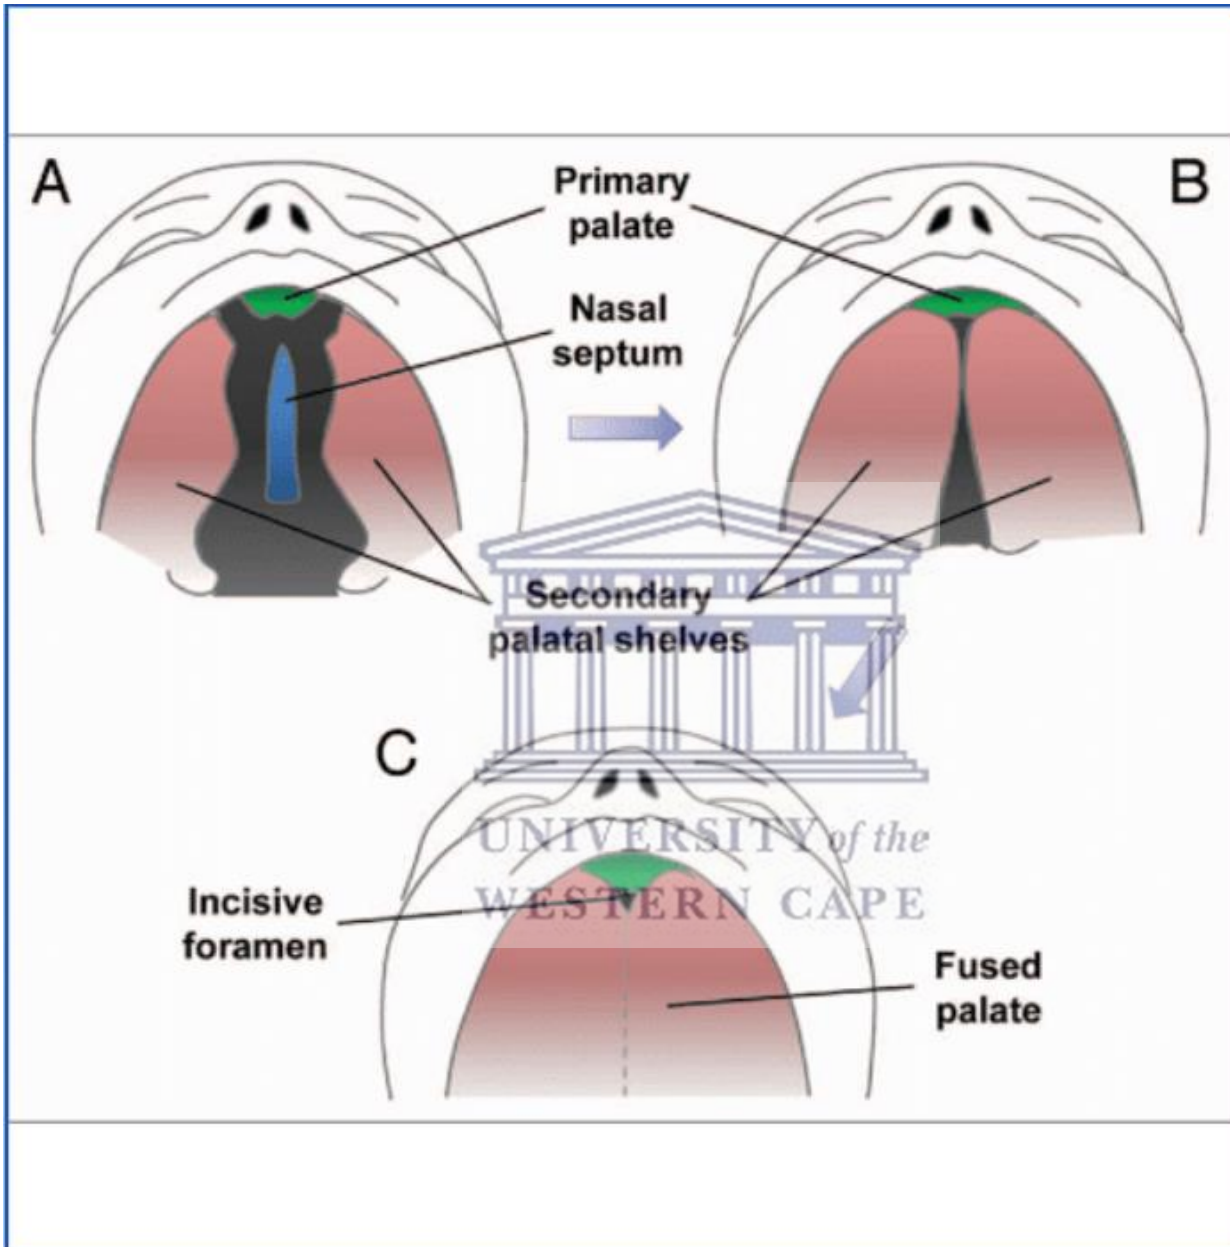 A
B
Primary
palate
Nasal
septum
Secondary
palatal shelves
C
UNIVERSITY of the
WESTERN CAPE
Incisive
foramen
Fused
palate